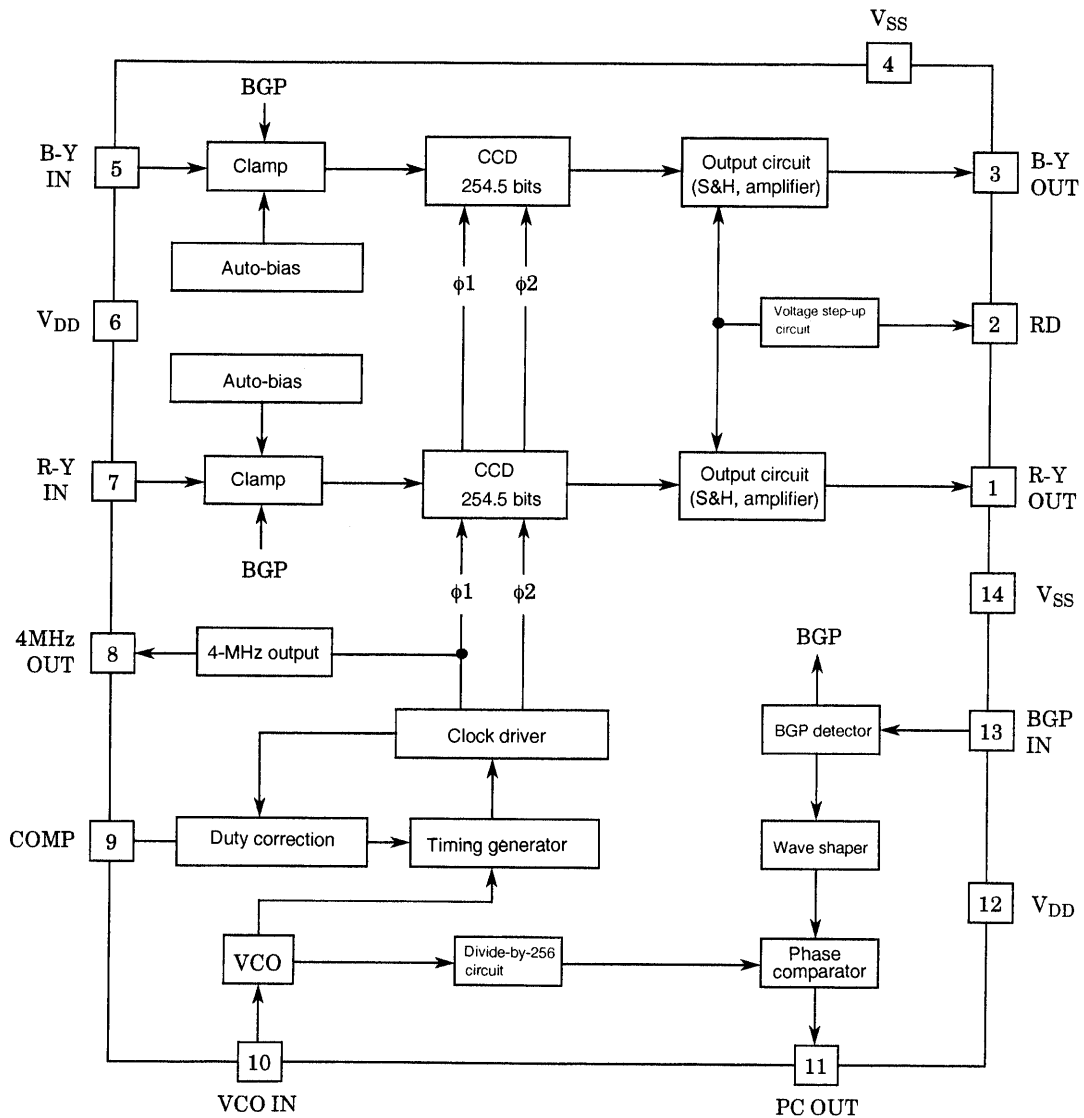 V_SS
4
BGP
B-Y
IN
5
Clamp
CCD
254.5 bits
Output circuit
(S&H, amplifier)
3
B-Y
OUT
Auto-bias
ϕ1
ϕ2
V_DD
6
Voltage step-up
circuit
2
RD
Auto-bias
R-Y
IN
7
Clamp
CCD
254.5 bits
Output circuit
(S&H, amplifier)
1
R-Y
OUT
BGP
ϕ1
ϕ2
14
V_SS
4MHz
OUT
8
4-MHz output
BGP
Clock driver
BGP detector
13
BGP
IN
COMP
9
Duty correction
Timing generator
Wave shaper
12
V_DD
VCO
Divide-by-256
circuit
Phase
comparator
10
11
VCO IN
PC OUT